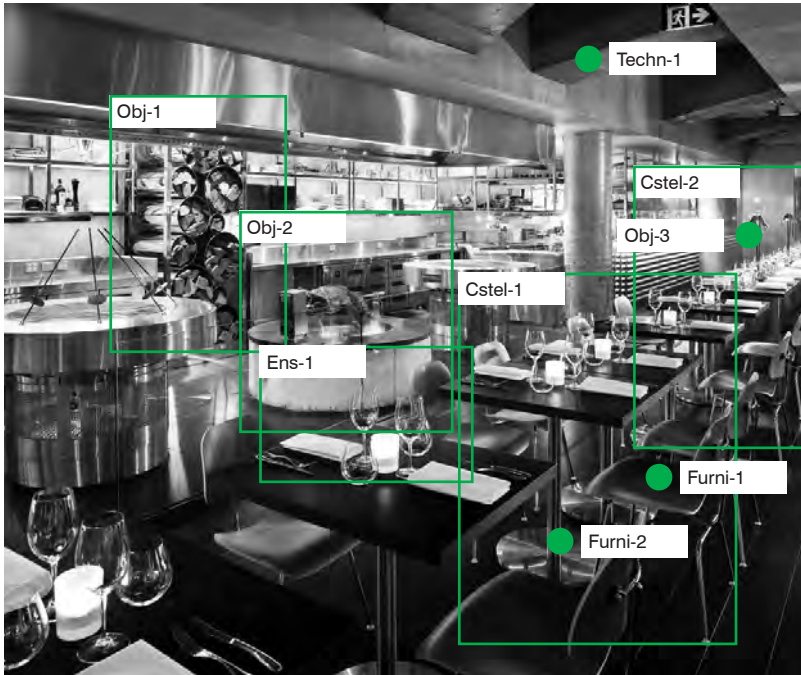 Techn-1
Obj-1
Cstel-2
Obj-2
Obj-3
Cstel-1
Ens-1
Furni-1
Furni-2